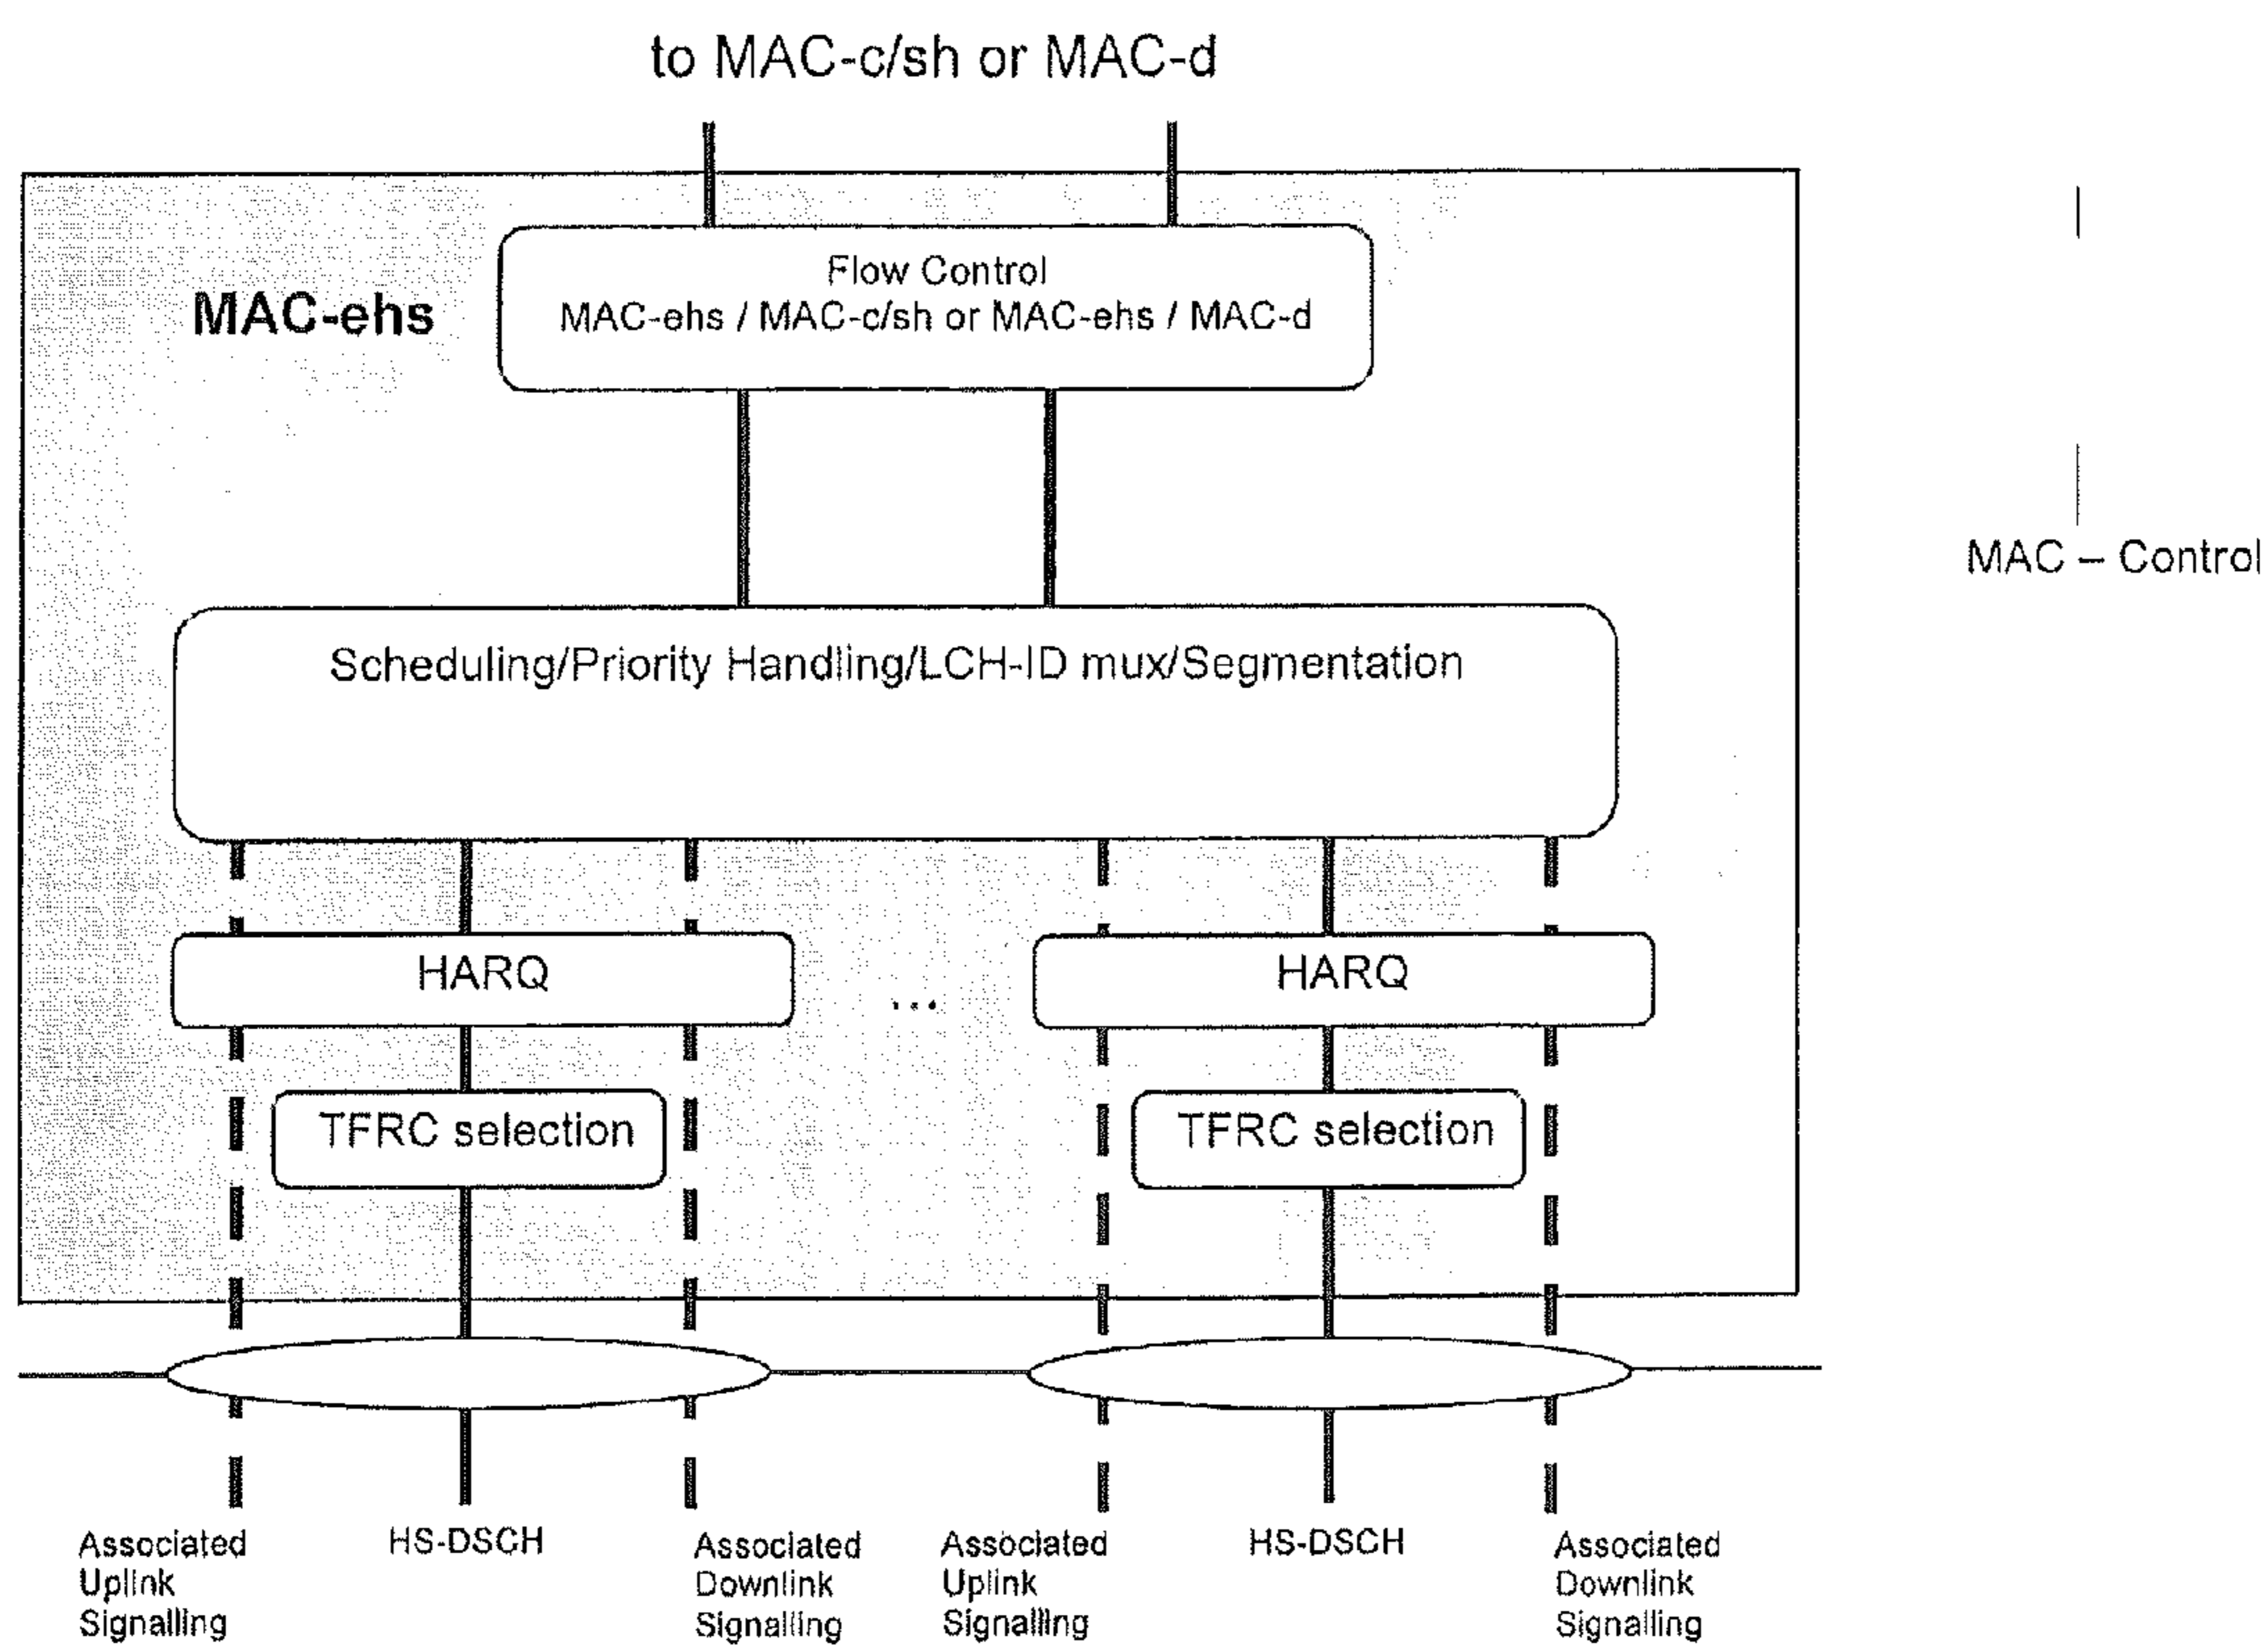 to MAC-c/sh or MAC-d
Flow Control
MAC-ehs / MAC-c/sh or MAC-ehs / MAC-d
MAC-ehs
MAC – Control
Scheduling/Priority Handling/LCH-ID mux/Segmentation
HARQ
...
HARQ
TFRC selection
TFRC selection
Associated
Uplink
Signalling
HS-DSCH
Associated
Downlink
Signalling
Associated
Uplink
Signalling
HS-DSCH
Associated
Downlink
Signalling